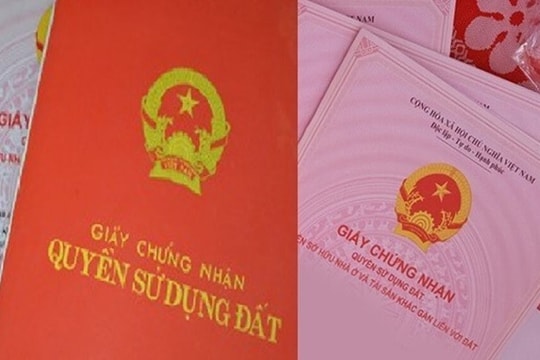 GIẤY CHỨNG NHẬN
QUYỀN SỬ DỤNG ĐẤT
GIẤY
CỘNG HÒA XÃ HỘI CHỦ NGHĨA VIỆT NAM
Độc lập - Tự do - Hạnh phúc
GIẤY CHỨNG NHẬN
QUYỀN SỬ DỤNG ĐẤT
SỞ HỮU NHÀ Ở VÀ TÀI SẢN KHÁC GẮN LIỀN VỚI ĐẤT